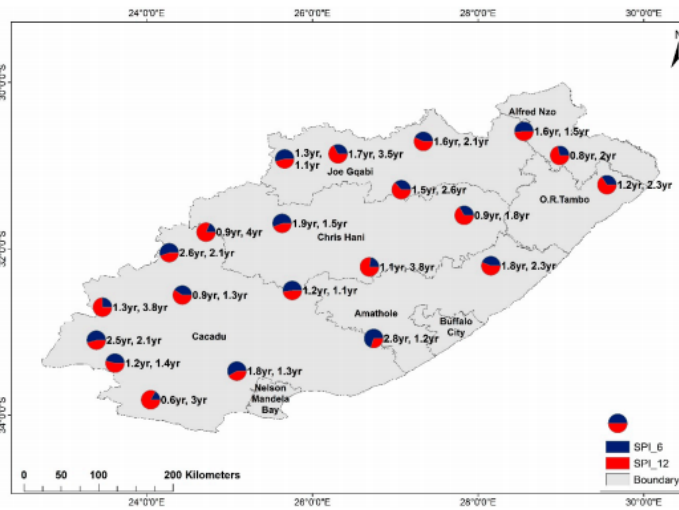 24°0'0"E 26°0'0"E 28°0'0"E 30°0'0"E
N
Alfred Nzo
1.6yr, 1.5yr
1.6yr, 2.1yr
1.3yr,
1.1yr
1.7yr, 3.5yr
0.8yr, 2yr
Joe Gqabi
1.2yr, 2.3yr
1.5yr, 2.6yr
O.R.Tambo
0.9yr, 1.8yr
1.9yr, 1.5yr
0.9yr, 4yr
Chris Hani
32°0'0"S
2.6yr, 2.1yr
1.1yr, 3.8yr
1.8yr, 2.3yr
1.2yr, 1.1yr
0.9yr, 1.3yr
1.3yr, 3.8yr
Amathole
Buffalo
City
Cacadu
2.8yr, 1.2yr
2.5yr, 2.1yr
1.2yr, 1.4yr
1.8yr, 1.3yr
Nelson
Mandela
Bay
0.6yr, 3yr
34°0'0"S
SPI_6
SPI_12
Boundary
0 50 100 200 Kilometers
24°0'0"E 26°0'0"E 28°0'0"E 30°0'0"E